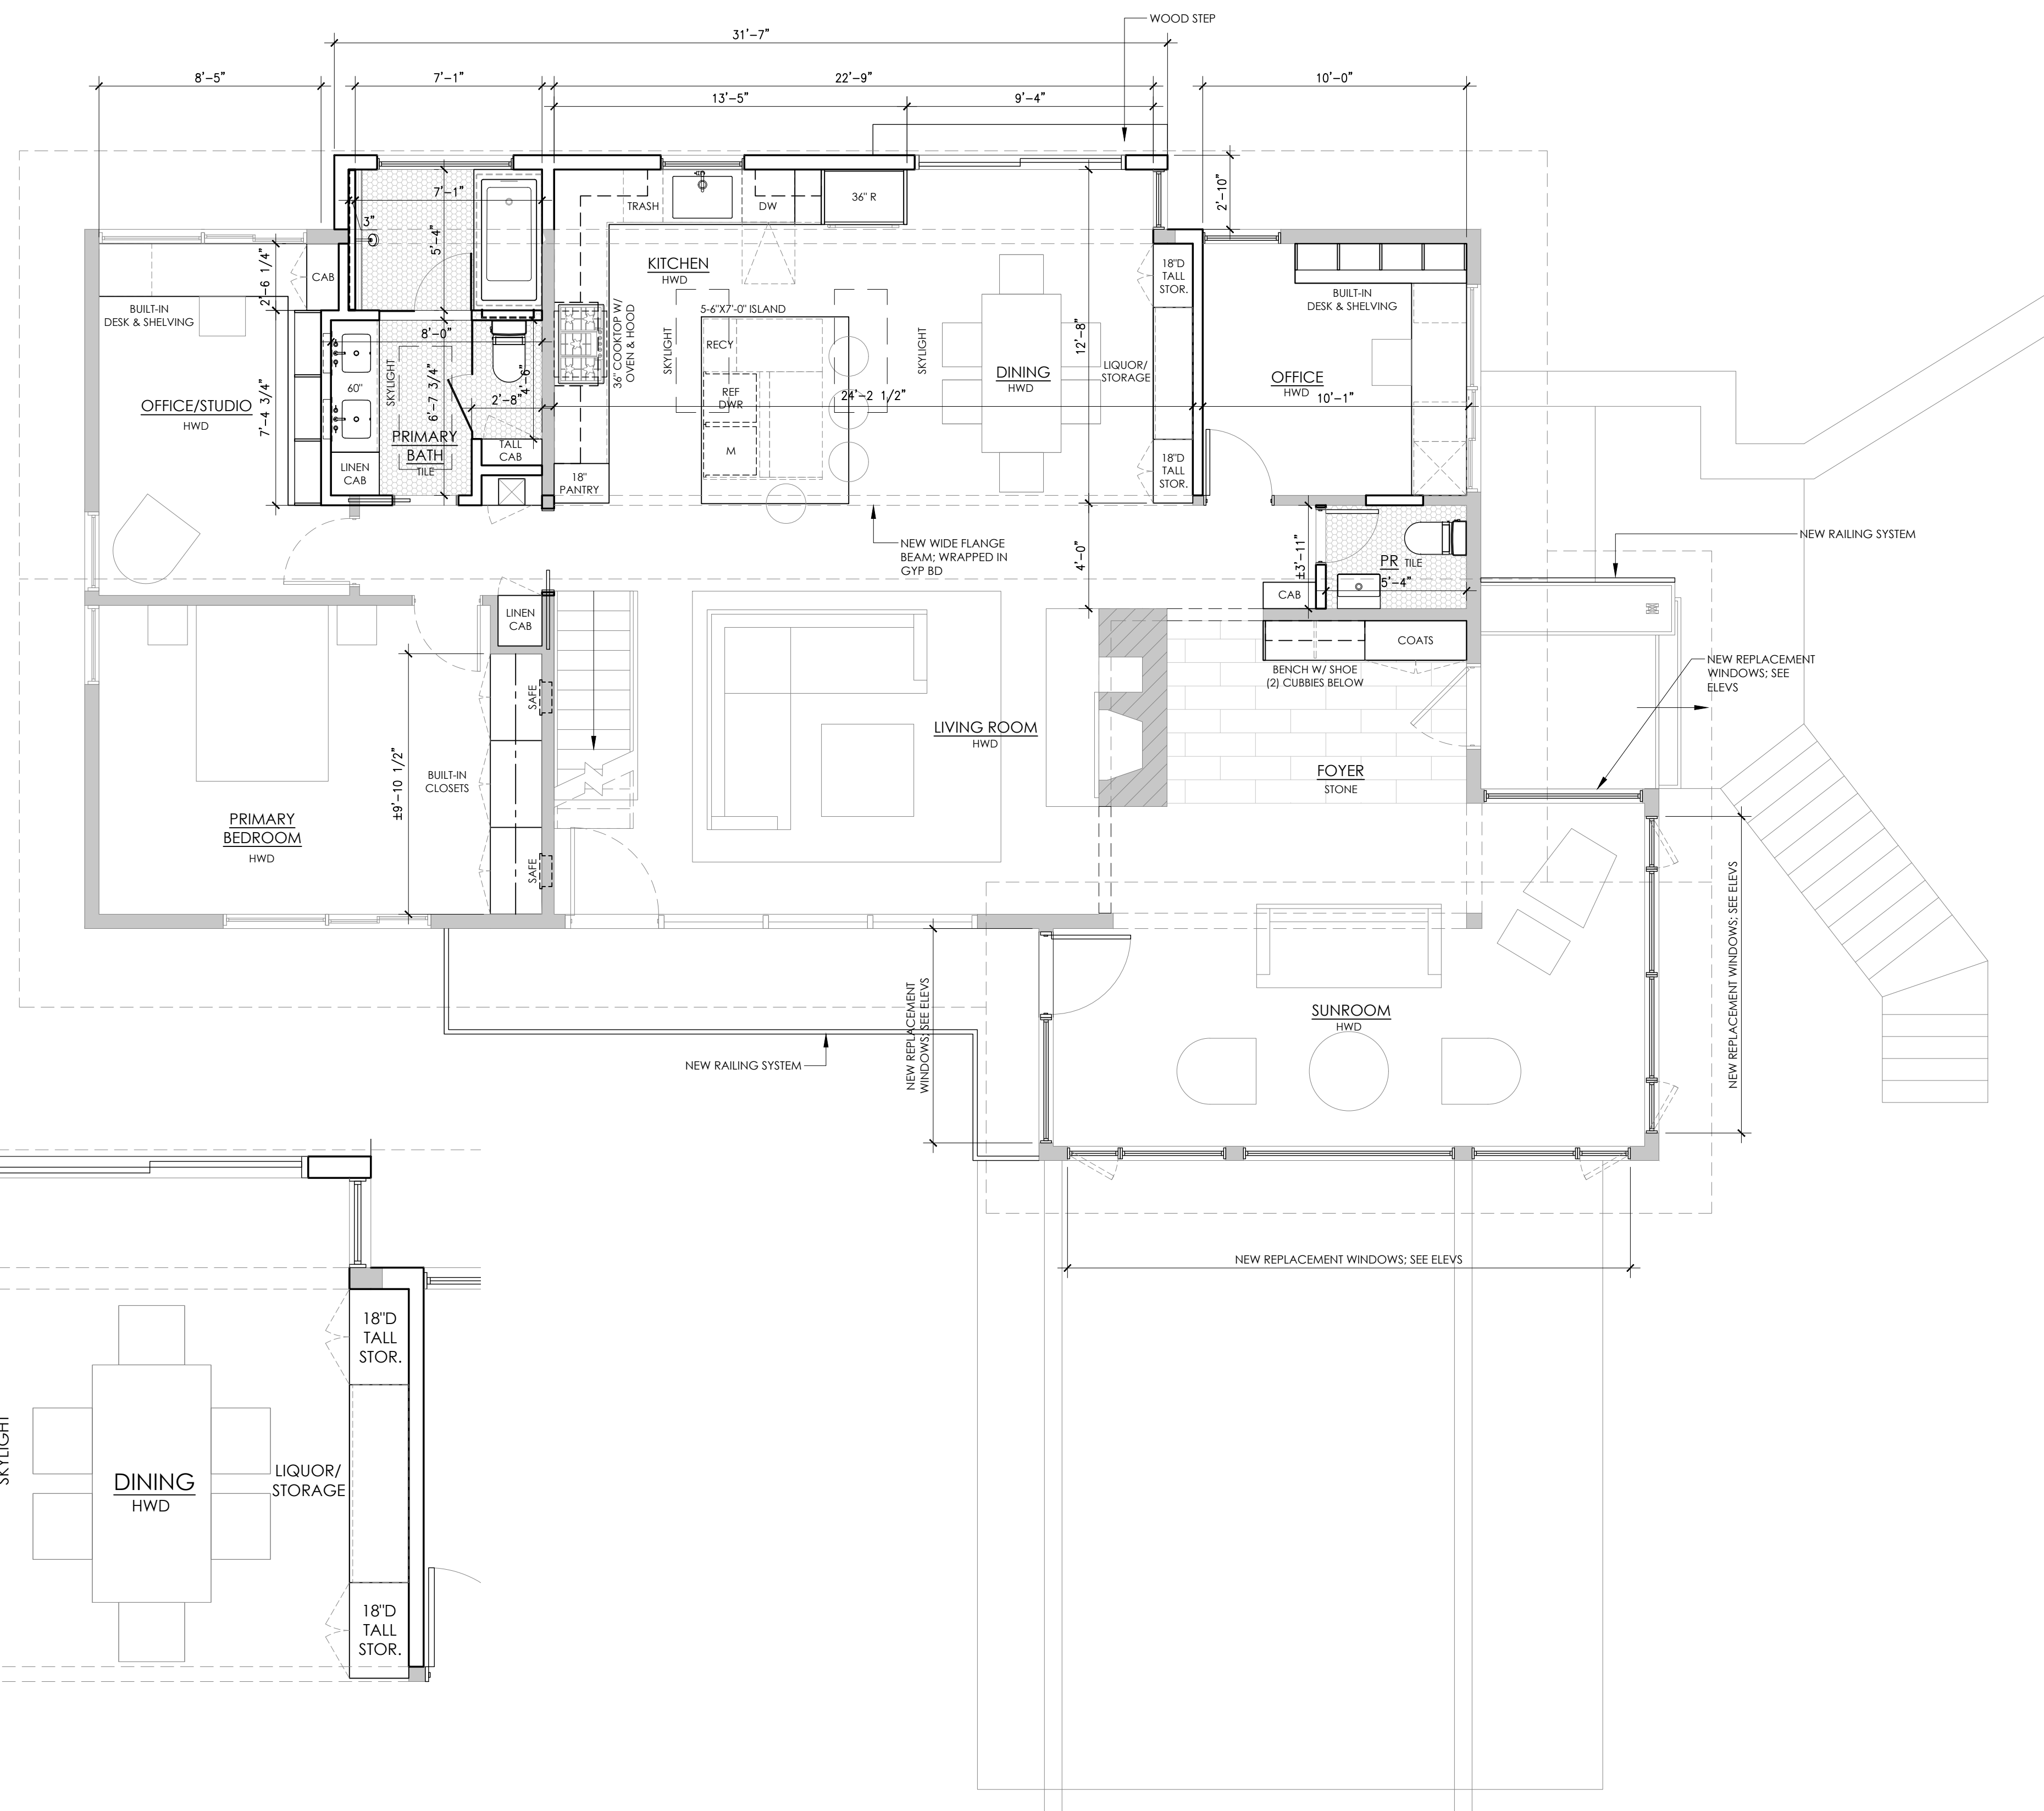 WOOD STEP
31'-7"
8'-5"
7'-1"
22'-9"
10'-0"
13'-5"
9'-4"
2'-10"
7'-1"
3"
5'-4"
TRASH
DW
36" R
KITCHEN
HWD
12'-8"
18"D
TALL
STOR.
CAB
2'-6 1/4"
BUILT-IN
DESK & SHELVING
BUILT-IN
DESK & SHELVING
8'-0"
36" COOKTOP W/
OVEN & HOOD
5-6"X7'-0" ISLAND
SKYLIGHT
RECY
SKYLIGHT
LIQUOR/
STORAGE
DINING
HWD
OFFICE
HWD
10'-1"
60"
SKYLIGHT
6'-7 3/4"
4'-6"
2'-8"
REF
DWR
24'-2 1/2"
OFFICE/STUDIO
HWD
7'-4 3/4"
PRIMARY
BATH
TILE
TALL
CAB
M
LINEN
CAB
18"
PANTRY
18"D
TALL
STOR.
NEW WIDE FLANGE
BEAM; WRAPPED IN
GYP BD
4'-0"
±3'-11"
PR TILE
5'-4"
NEW RAILING SYSTEM
CAB
LINEN
CAB
COATS
BENCH W/ SHOE
(2) CUBBIES BELOW
NEW REPLACEMENT
WINDOWS; SEE
ELEVS
SAFE
LIVING ROOM
HWD
FOYER
STONE
±9'-10 1/2"
BUILT-IN
CLOSETS
PRIMARY
BEDROOM
HWD
SAFE
NEW REPLACEMENT WINDOWS; SEE ELEVS
NEW REPLACEMENT
WINDOWS; SEE ELEVS
SUNROOM
HWD
NEW RAILING SYSTEM
NEW REPLACEMENT WINDOWS; SEE ELEVS
18"D
TALL
STOR.
SKYLIGHT
DINING
HWD
LIQUOR/
STORAGE
18"D
TALL
STOR.